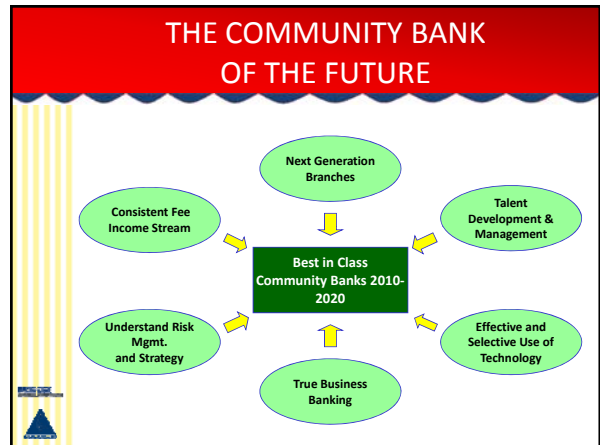 THE COMMUNITY BANK
OF THE FUTURE
Next Generation
Branches
Consistent Fee
Income Stream
Talent
Development &
Management
Best in Class
Community Banks 2010-
2020
Understand Risk
Mgmt.
and Strategy
Effective and
Selective Use of
Technology
True Business
Banking